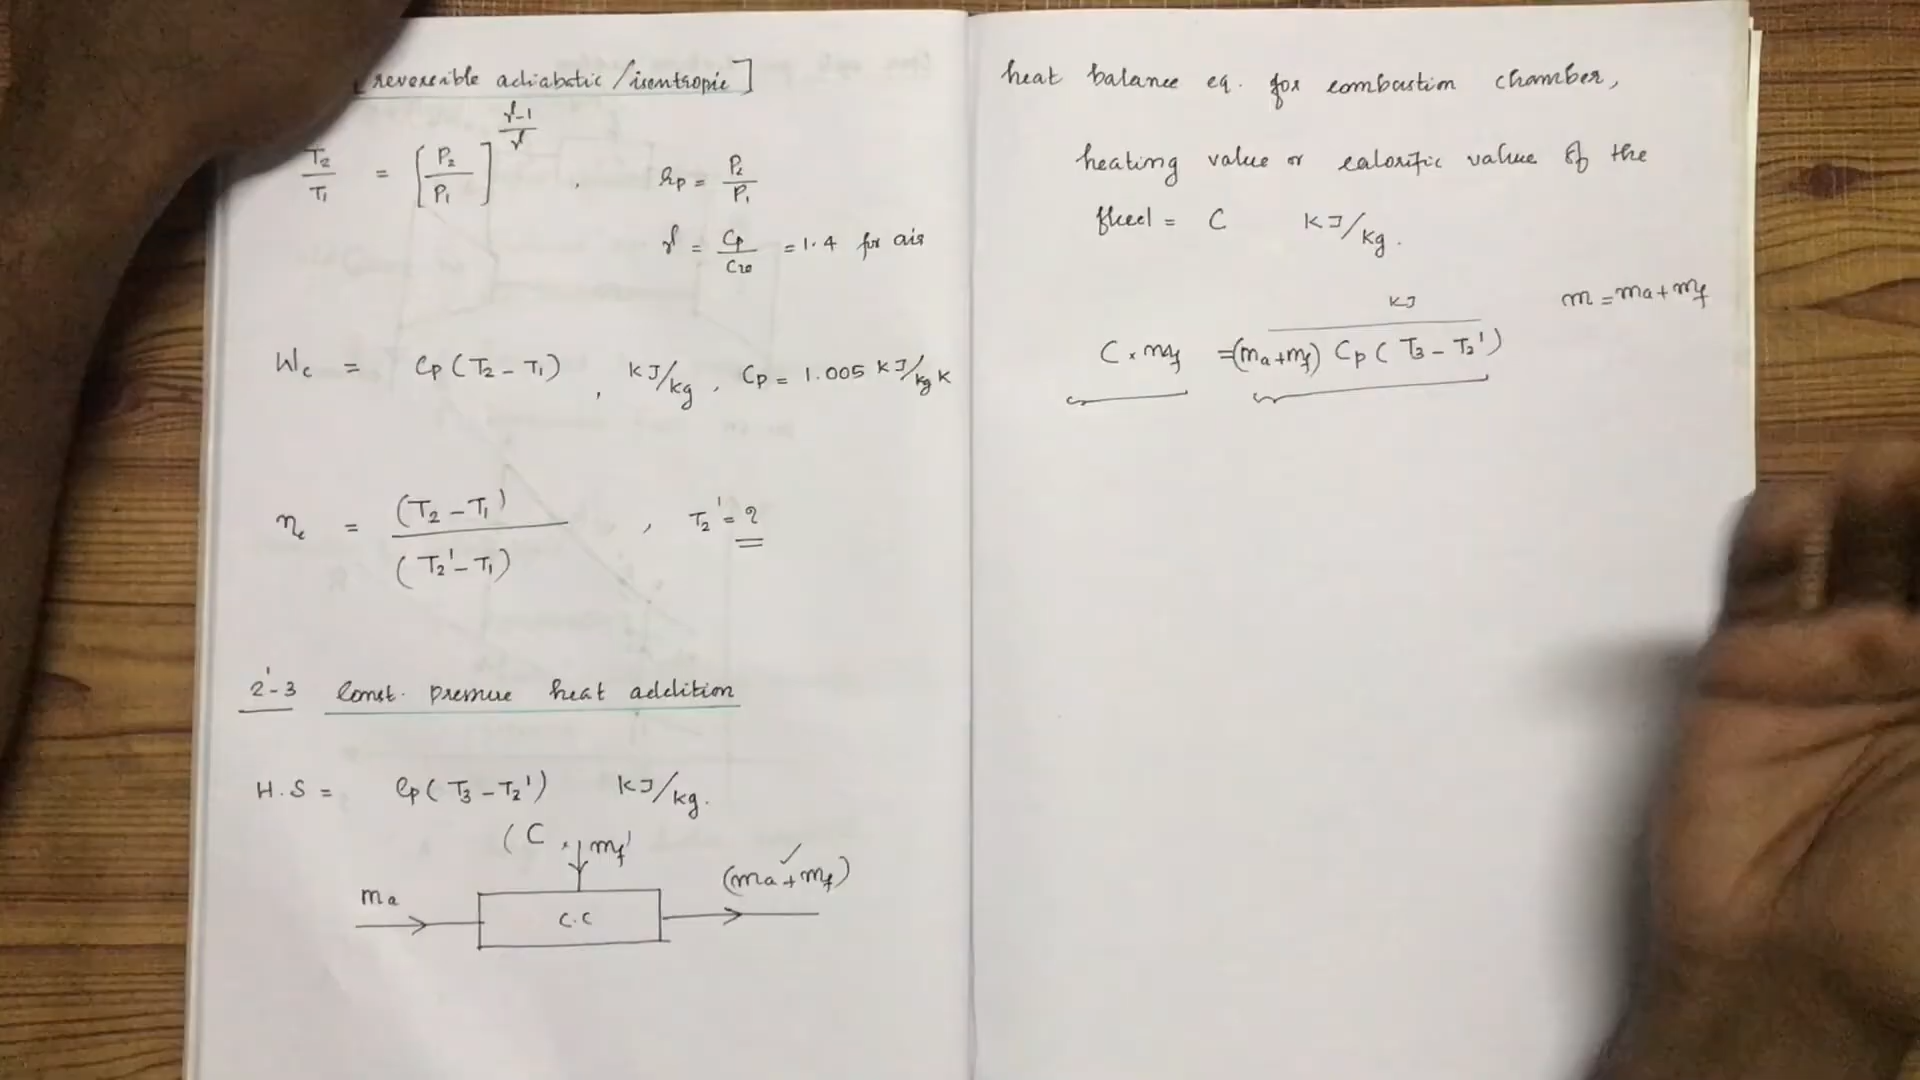 [reversible adiabatic/isentropic]
T2/T1 = [P2/P1]^(γ-1)/γ , rp = P2/P1
γ = Cp/Cv = 1.4 for air
Wc = Cp(T2 - T1) , KJ/kg , Cp = 1.005 KJ/kg K
ηc = (T2 - T1)/(T2' - T1) , T2' = ?
2'-3 Const. pressure heat addition
H.S = Cp(T3 - T2') KJ/kg.
(C × mf)
ma
(ma+mf)
C.C
heat balance eq. for combustion chamber,
heating value or calorific value of the
fuel = C KJ/kg.
KJ m = ma+mf
C × mf = (ma+mf) Cp (T3 - T2')